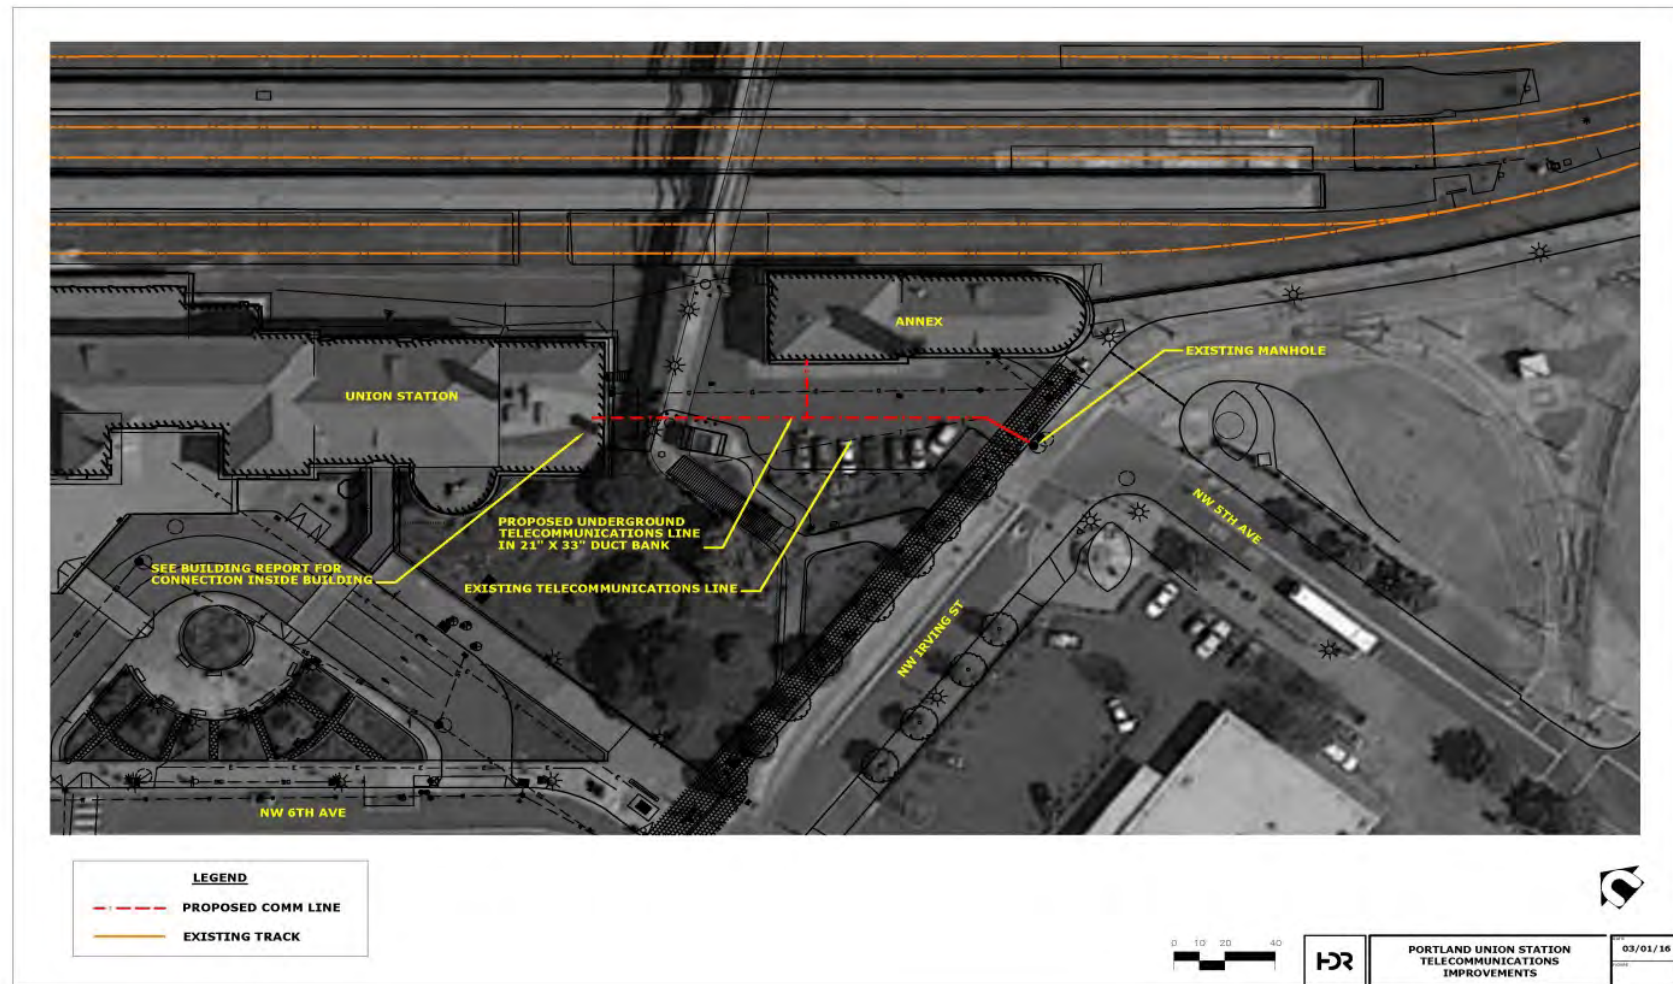 ANNEX
EXISTING MANHOLE
UNION STATION
NW 5TH AVE
PROPOSED UNDERGROUND
TELECOMMUNICATIONS LINE
IN 21" X 33" DUCT BANK
SEE BUILDING REPORT FOR
CONNECTION INSIDE BUILDING
EXISTING TELECOMMUNICATIONS LINE
NW IRVING ST
NW 6TH AVE
LEGEND
PROPOSED COMM LINE
EXISTING TRACK
0 10 20 40
HDR
PORTLAND UNION STATION
TELECOMMUNICATIONS
IMPROVEMENTS
03/01/16